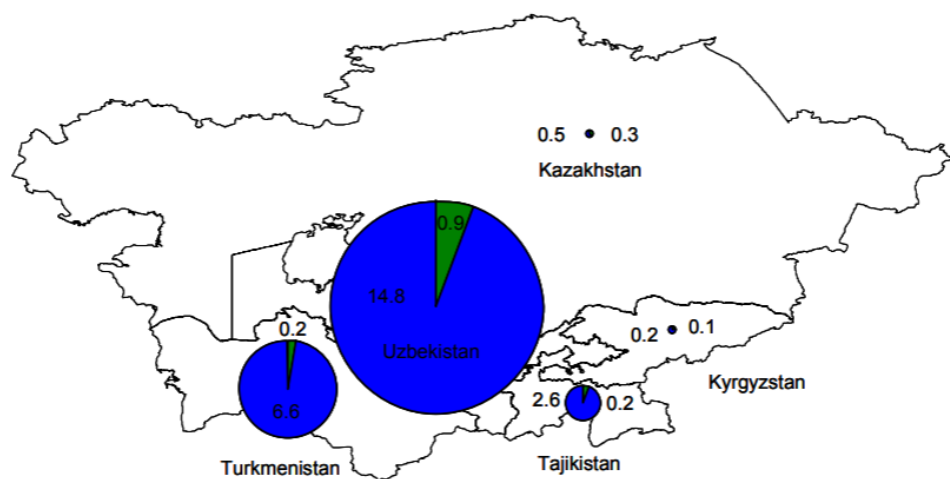 0.5 0.3
Kazakhstan
0.9
14.8
Uzbekistan
0.2
6.6
Turkmenistan
0.2 0.1
Kyrgyzstan
2.6 0.2
Tajikistan